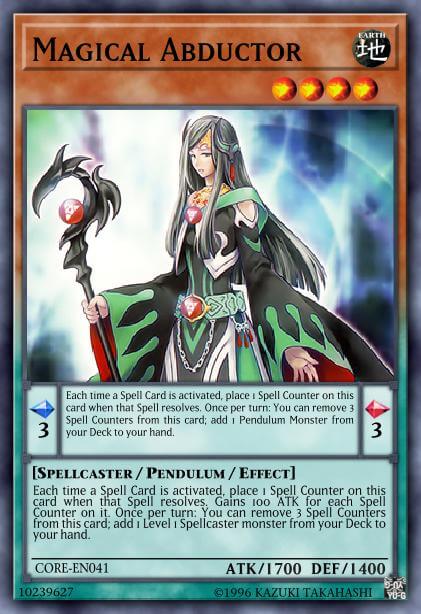 MAGICAL ABDUCTOR
EARTH
地
Each time a Spell Card is activated, place 1 Spell Counter on this
card when that Spell resolves. Once per turn: You can remove 3
Spell Counters from this card; add 1 Pendulum Monster from
your Deck to your hand.
3
3
[SPELLCASTER / PENDULUM / EFFECT]
Each time a Spell Card is activated, place 1 Spell Counter on this
card when that Spell resolves. Gains 100 ATK for each Spell
Counter on it. Once per turn: You can remove 3 Spell Counters
from this card; add 1 Level 1 Spellcaster monster from your Deck to
your hand.
CORE-EN041
ATK/1700 DEF/1400
10239627
©1996 KAZUKI TAKAHASHI